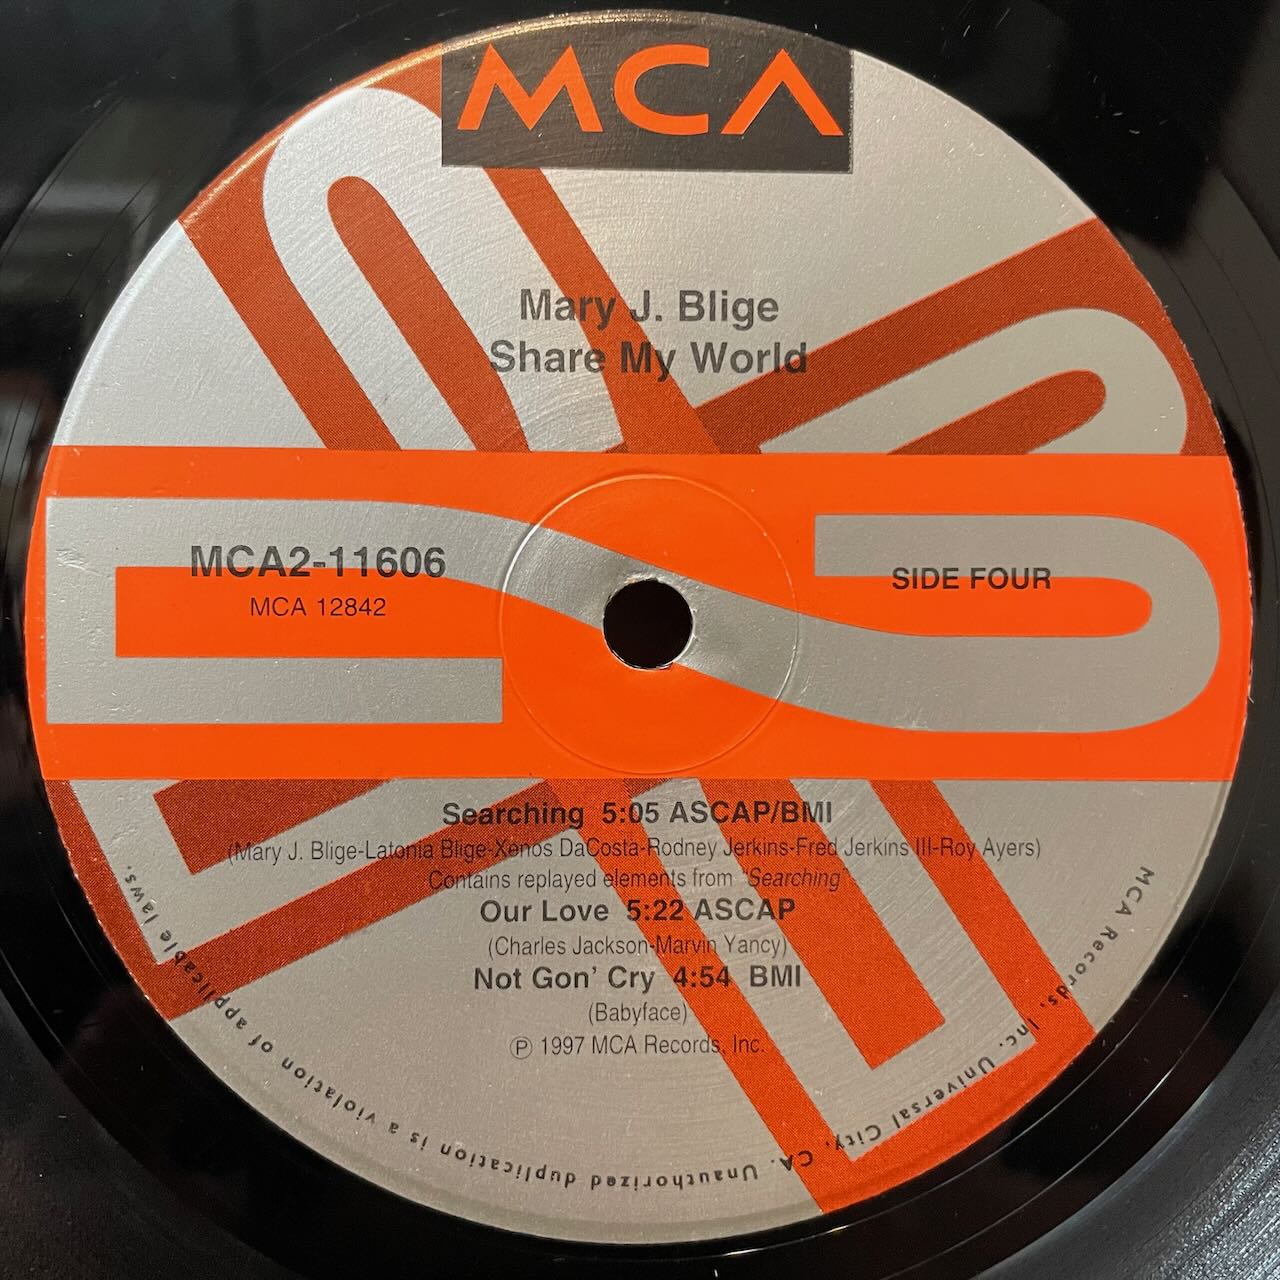 MCA
Mary J. Blige
Share My World
MCA2-11606
MCA 12842
SIDE FOUR
Searching 5:05 ASCAP/BMI
(Mary J. Blige-Latonia Blige-Xenos DaCosta-Rodney Jerkins-Fred Jerkins III-Roy Ayers)
Contains replayed elements from "Searching"
Our Love 5:22 ASCAP
(Charles Jackson-Marvin Yancy)
Not Gon' Cry 4:54 BMI
(Babyface)
℗ 1997 MCA Records, Inc.
MCA Records, Inc. Universal City, CA. Unauthorized duplication is a violation of applicable laws.